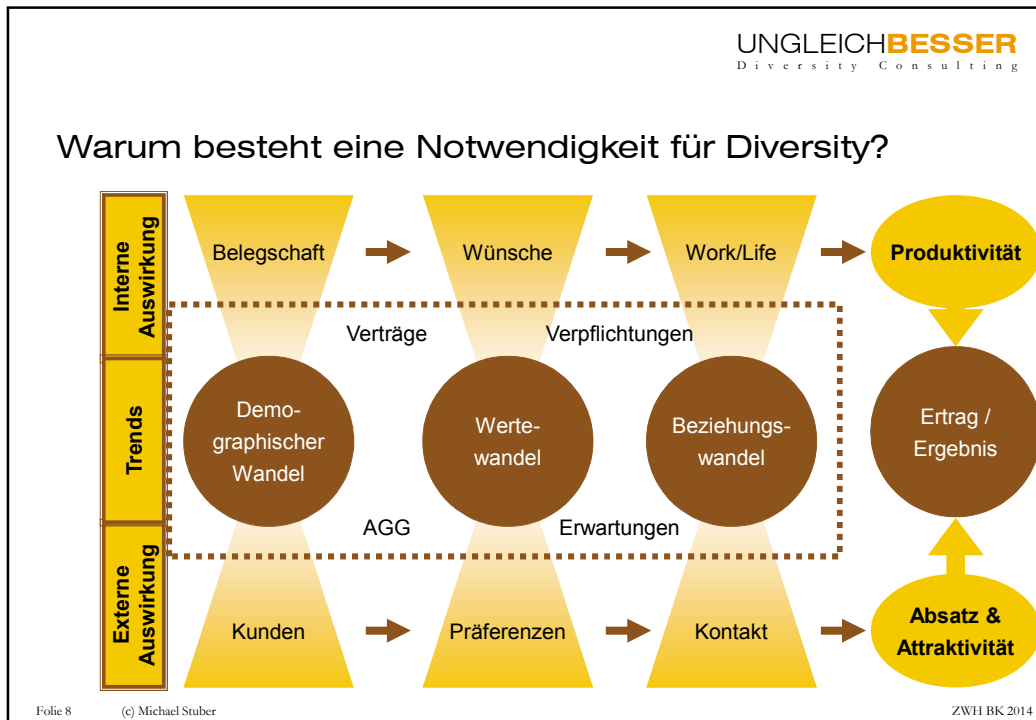 UNGLEICHBESSER
Diversity Consulting
Warum besteht eine Notwendigkeit für Diversity?
Interne
Auswirkung
Belegschaft
Wünsche
Work/Life
Produktivität
Verträge
Verpflichtungen
Trends
Demo-
graphischer
Wandel
Werte-
wandel
Beziehungs-
wandel
Ertrag /
Ergebnis
AGG
Erwartungen
Externe
Auswirkung
Kunden
Präferenzen
Kontakt
Absatz &
Attraktivität
Folie 8 (c) Michael Stuber ZWH BK 2014